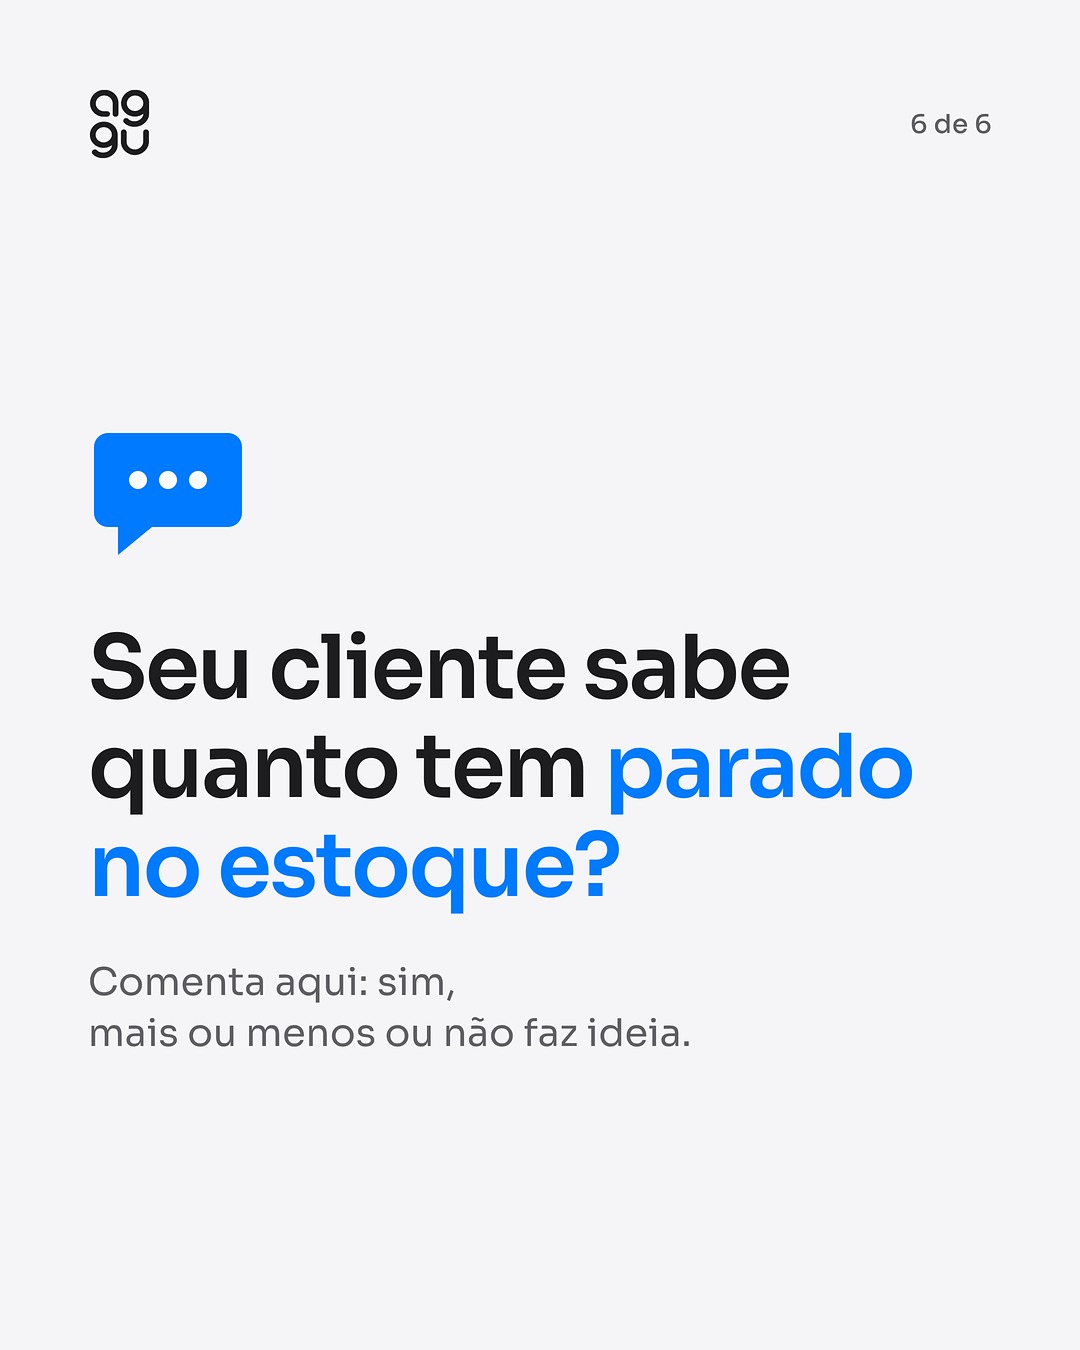 ag
gu
6 de 6
Seu cliente sabe
quanto tem parado
no estoque?
Comenta aqui: sim,
mais ou menos ou não faz ideia.